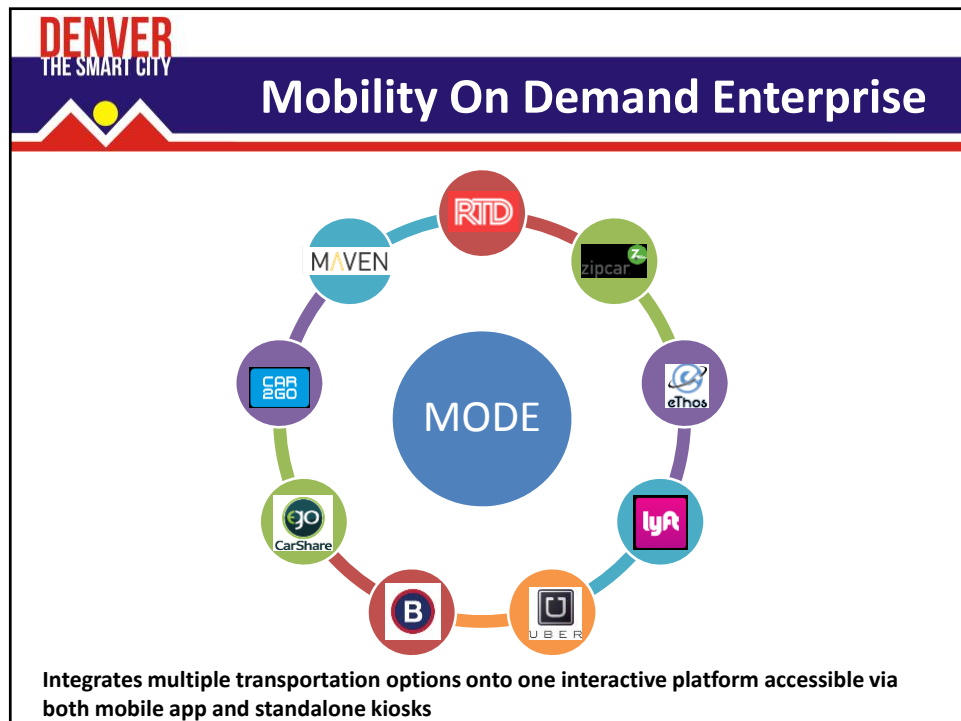 DENVER
THE SMART CITY
Mobility On Demand Enterprise
RTD
MAVEN
zipcar
Z
CAR
2GO
MODE
eThos
ego
CarShare
lyft
B
U
UBER
Integrates multiple transportation options onto one interactive platform accessible via
both mobile app and standalone kiosks